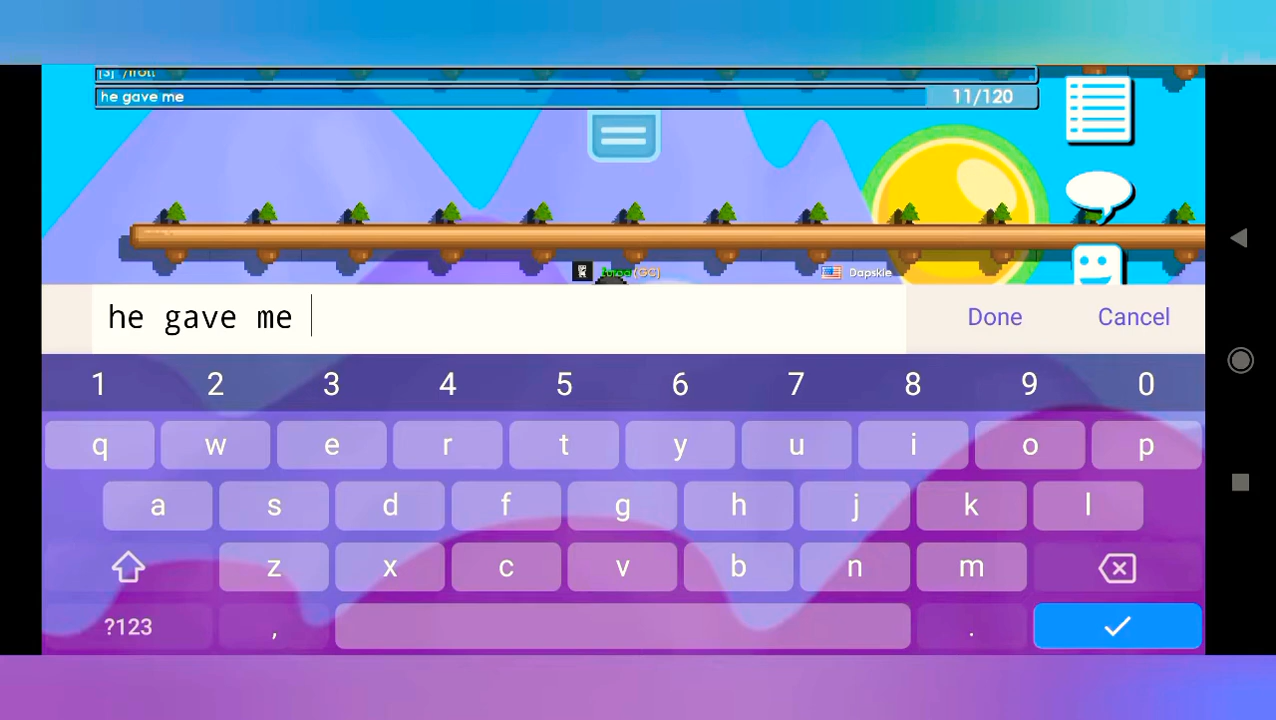 [S] /troll
he gave me 11/120
(GC) Dapskie
he gave me Done Cancel
1 2 3 4 5 6 7 8 9 0
q w e r t y u i o p
a s d f g h j k l
z x c v b n m
?123 , .